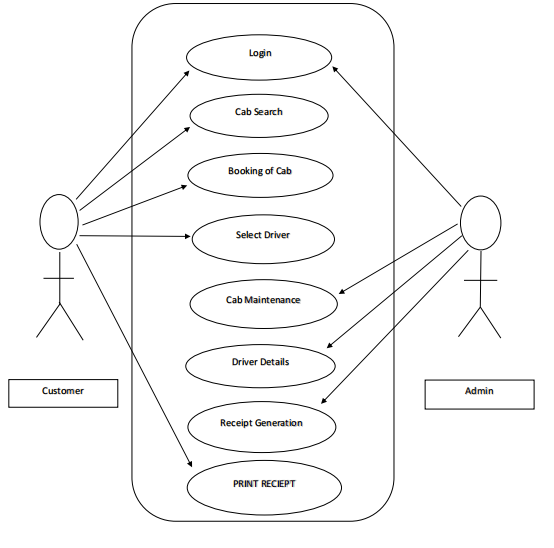 Login
Cab Search
Booking of Cab
Select Driver
Cab Maintenance
Driver Details
Customer
Admin
Receipt Generation
PRINT RECIEPT